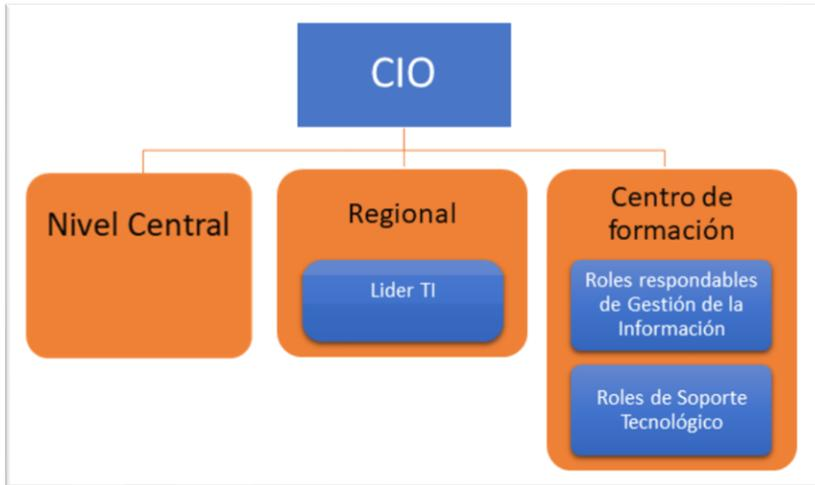 CIO
Nivel Central
Regional
Lider TI
Centro de
formación
Roles respondables
de Gestión de la
Información
Roles de Soporte
Tecnológico